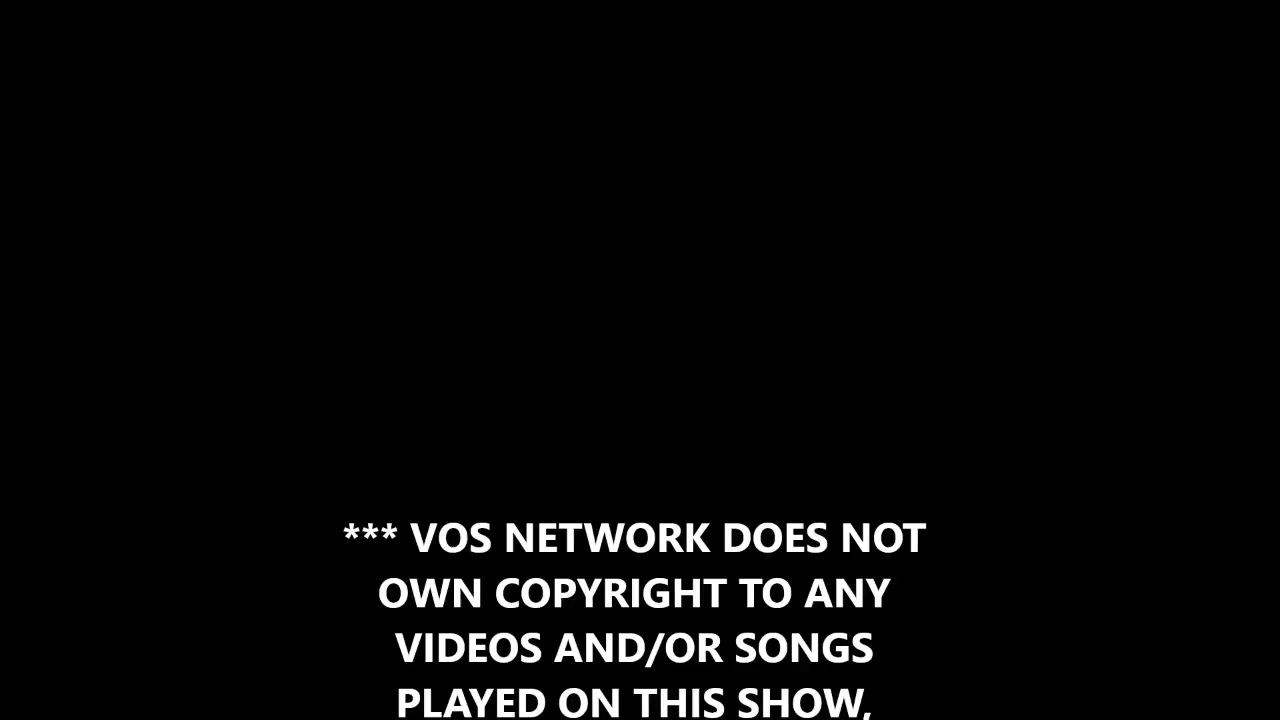 *** VOS NETWORK DOES NOT
OWN COPYRIGHT TO ANY
VIDEOS AND/OR SONGS
PLAYED ON THIS SHOW,